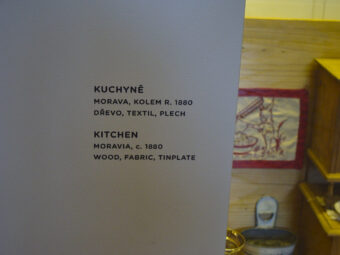 KUCHYNĚ
MORAVA, KOLEM R. 1880
DŘEVO, TEXTIL, PLECH
KITCHEN
MORAVIA, c. 1880
WOOD, FABRIC, TINPLATE